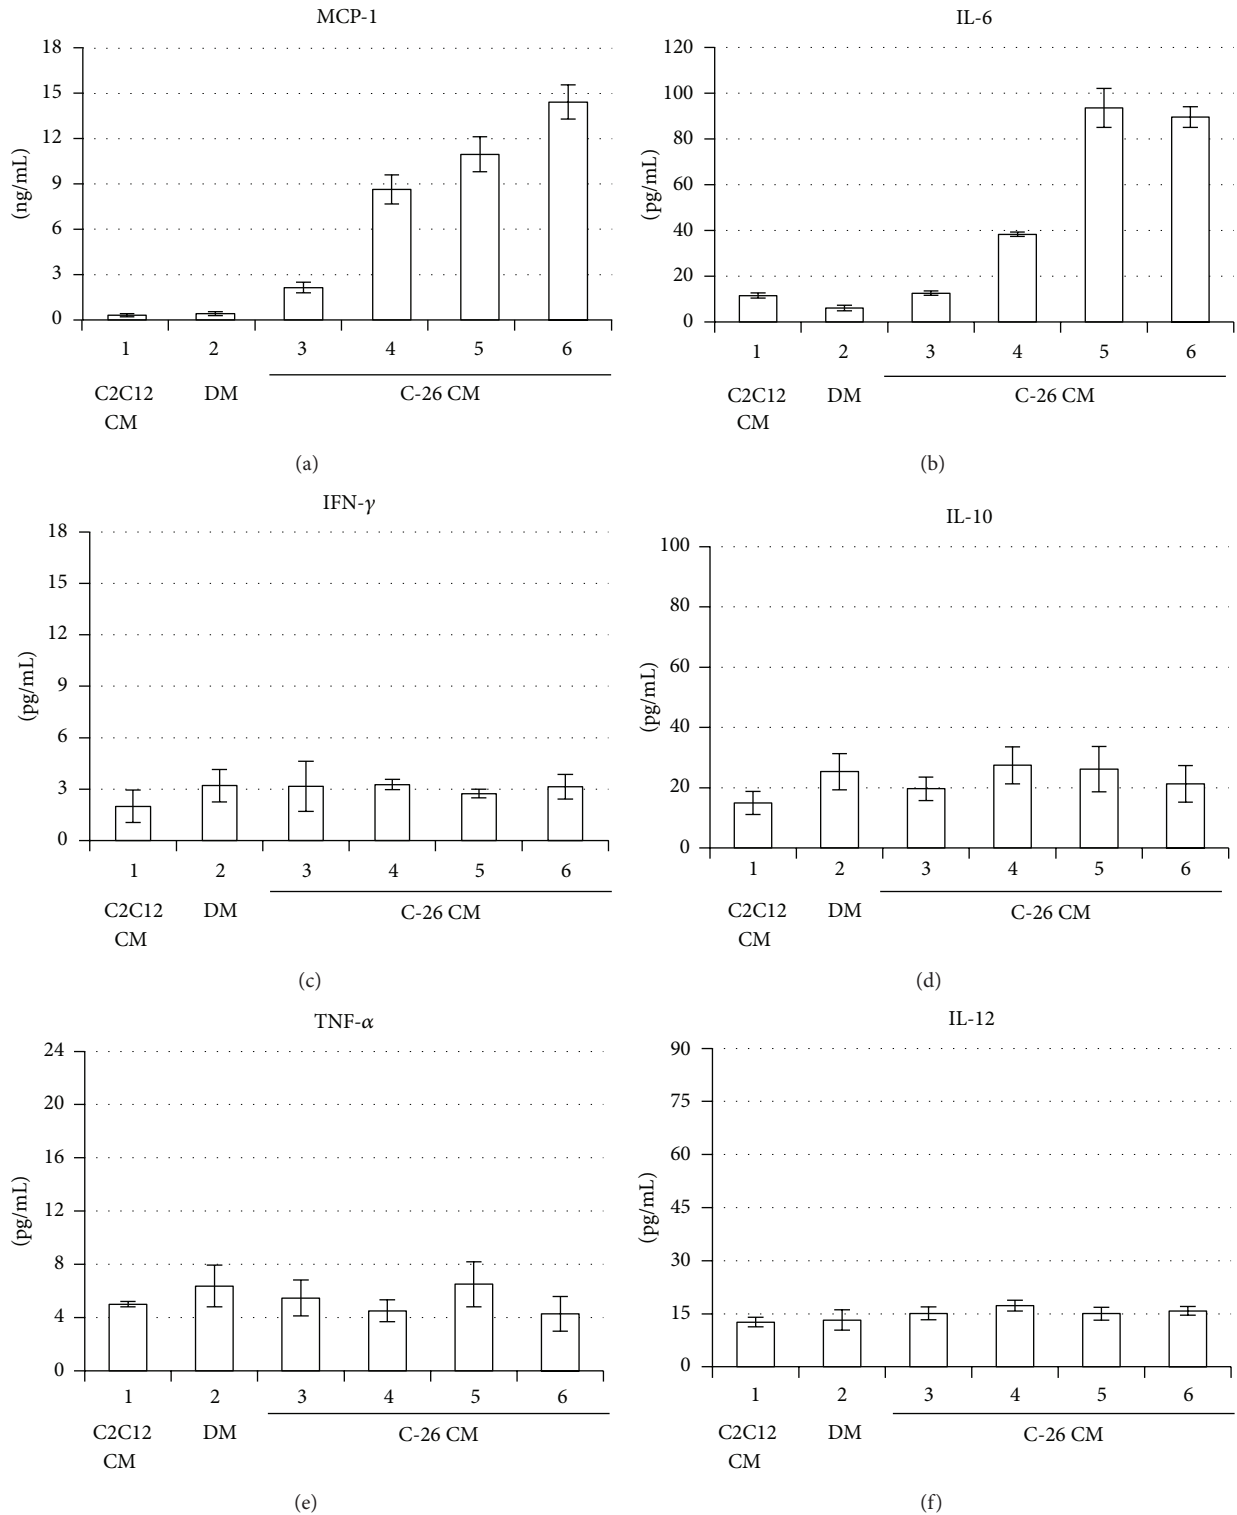 MCP-1
18
15
12
9
6
3
0
(ng/mL)
1 2 3 4 5 6
C2C12 DM C-26 CM
CM
(a)
IL-6
120
100
80
60
40
20
0
(pg/mL)
1 2 3 4 5 6
C2C12 DM C-26 CM
CM
(b)
IFN-γ
18
15
12
9
6
3
0
(pg/mL)
1 2 3 4 5 6
C2C12 DM C-26 CM
CM
(c)
IL-10
100
80
60
40
20
0
(pg/mL)
1 2 3 4 5 6
C2C12 DM C-26 CM
CM
(d)
TNF-α
24
20
16
12
8
4
0
(pg/mL)
1 2 3 4 5 6
C2C12 DM C-26 CM
CM
(e)
IL-12
90
75
60
45
30
15
0
(pg/mL)
1 2 3 4 5 6
C2C12 DM C-26 CM
CM
(f)